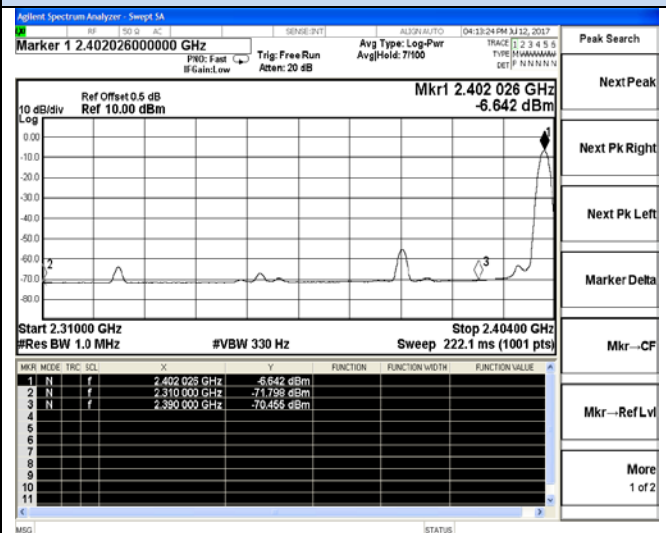 Agilent Spectrum Analyzer - Swept SA
RF 50 Ω AC SENSE:INT ALIGN AUTO 04:13:24 PM Jul 12, 2017
Marker 1 2.402026000000 GHz
PNO: Fast
IFGain:Low
Trig: Free Run
Atten: 20 dB
Avg Type: Log-Pwr
Avg|Hold: 7/100
TRACE 1 2 3 4 5 6
TYPE
DET P N N N N N
Ref Offset 0.5 dB
10 dB/div Ref 10.00 dBm
Log
Mkr1 2.402 026 GHz
-6.642 dBm
0.00
-10.0
-20.0
-30.0
-40.0
-50.0
-60.0
-70.0
-80.0
1
2
3
Start 2.31000 GHz Stop 2.40400 GHz
#Res BW 1.0 MHz #VBW 330 Hz Sweep 222.1 ms (1001 pts)
MKR MODE TRC SCL X Y FUNCTION FUNCTION WIDTH FUNCTION VALUE
1 N f 2.402 026 GHz -6.642 dBm
2 N f 2.310 000 GHz -71.798 dBm
3 N f 2.390 000 GHz -70.455 dBm
4
5
6
7
8
9
10
11
MSG STATUS
Peak Search
Next Peak
Next Pk Right
Next Pk Left
Marker Delta
Mkr→CF
Mkr→Ref Lvl
More
1 of 2